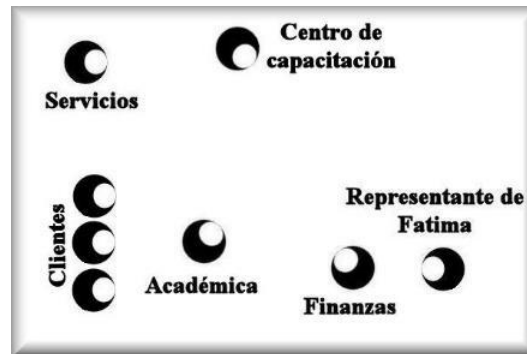 Centro de
capacitación
Servicios
Clientes
Representante de
Fatima
Académica
Finanzas